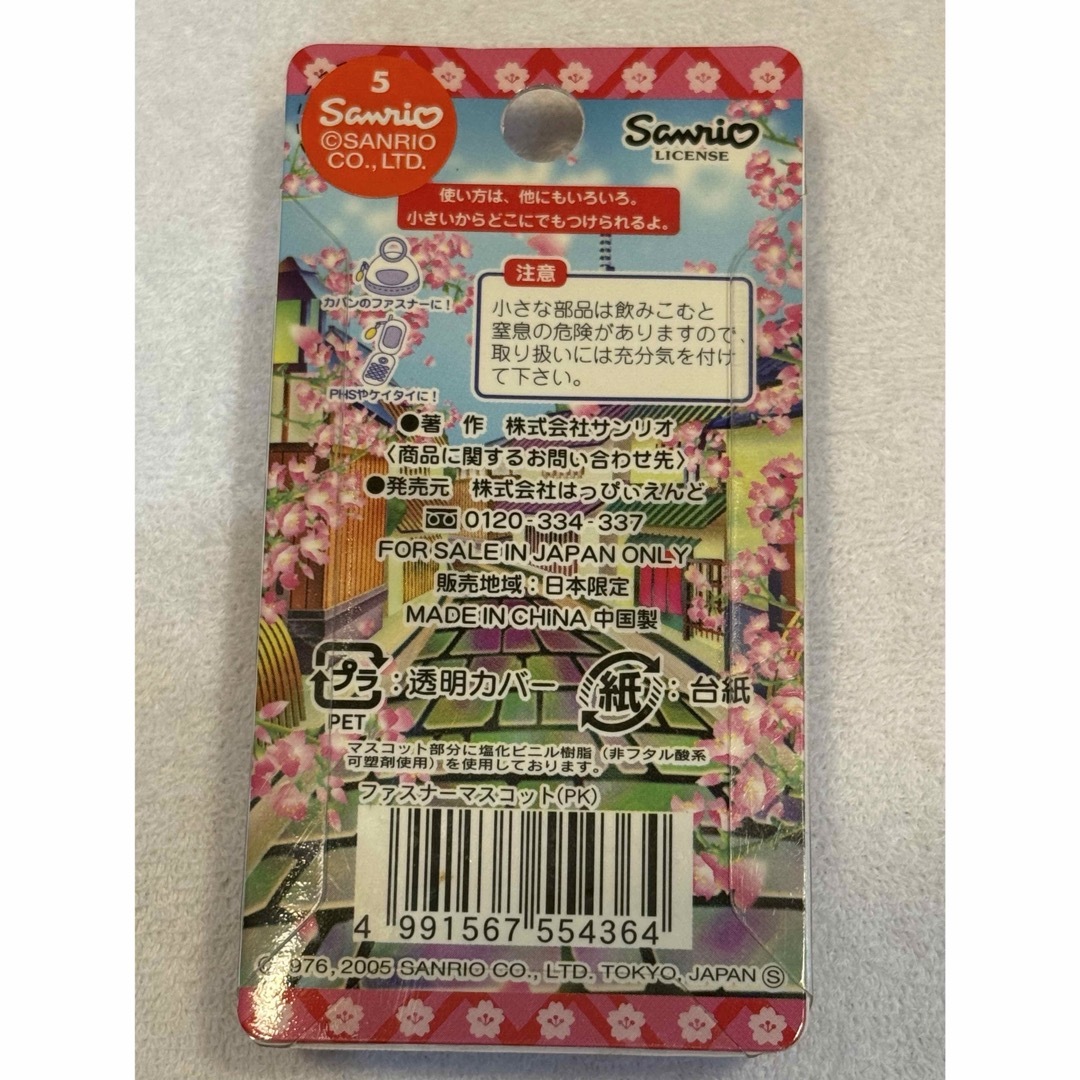 5
Sanrio
©SANRIO
CO.,LTD.
Sanrio
LICENSE
使い方は、他にもいろいろ。
小さいからどこにでもつけられるよ。
カバンのファスナーに!
PHSやケイタイに!
注意
小さな部品は飲みこむと
窒息の危険がありますので、
取り扱いには充分気を付け
て下さい。
●著 作 株式会社サンリオ
〈商品に関するお問い合わせ先〉
●発売元 株式会社はっぴぃえんど
0120-334-337
FOR SALE IN JAPAN ONLY
販売地域:日本限定
MADE IN CHINA 中国製
プラ:透明カバー
PET
紙:台紙
マスコット部分に塩化ビニル樹脂(非フタル酸系
可塑剤使用)を使用しております。
ファスナーマスコット(PK)
4 991567 554364
©1976, 2005 SANRIO CO., LTD. TOKYO, JAPAN Ⓢ